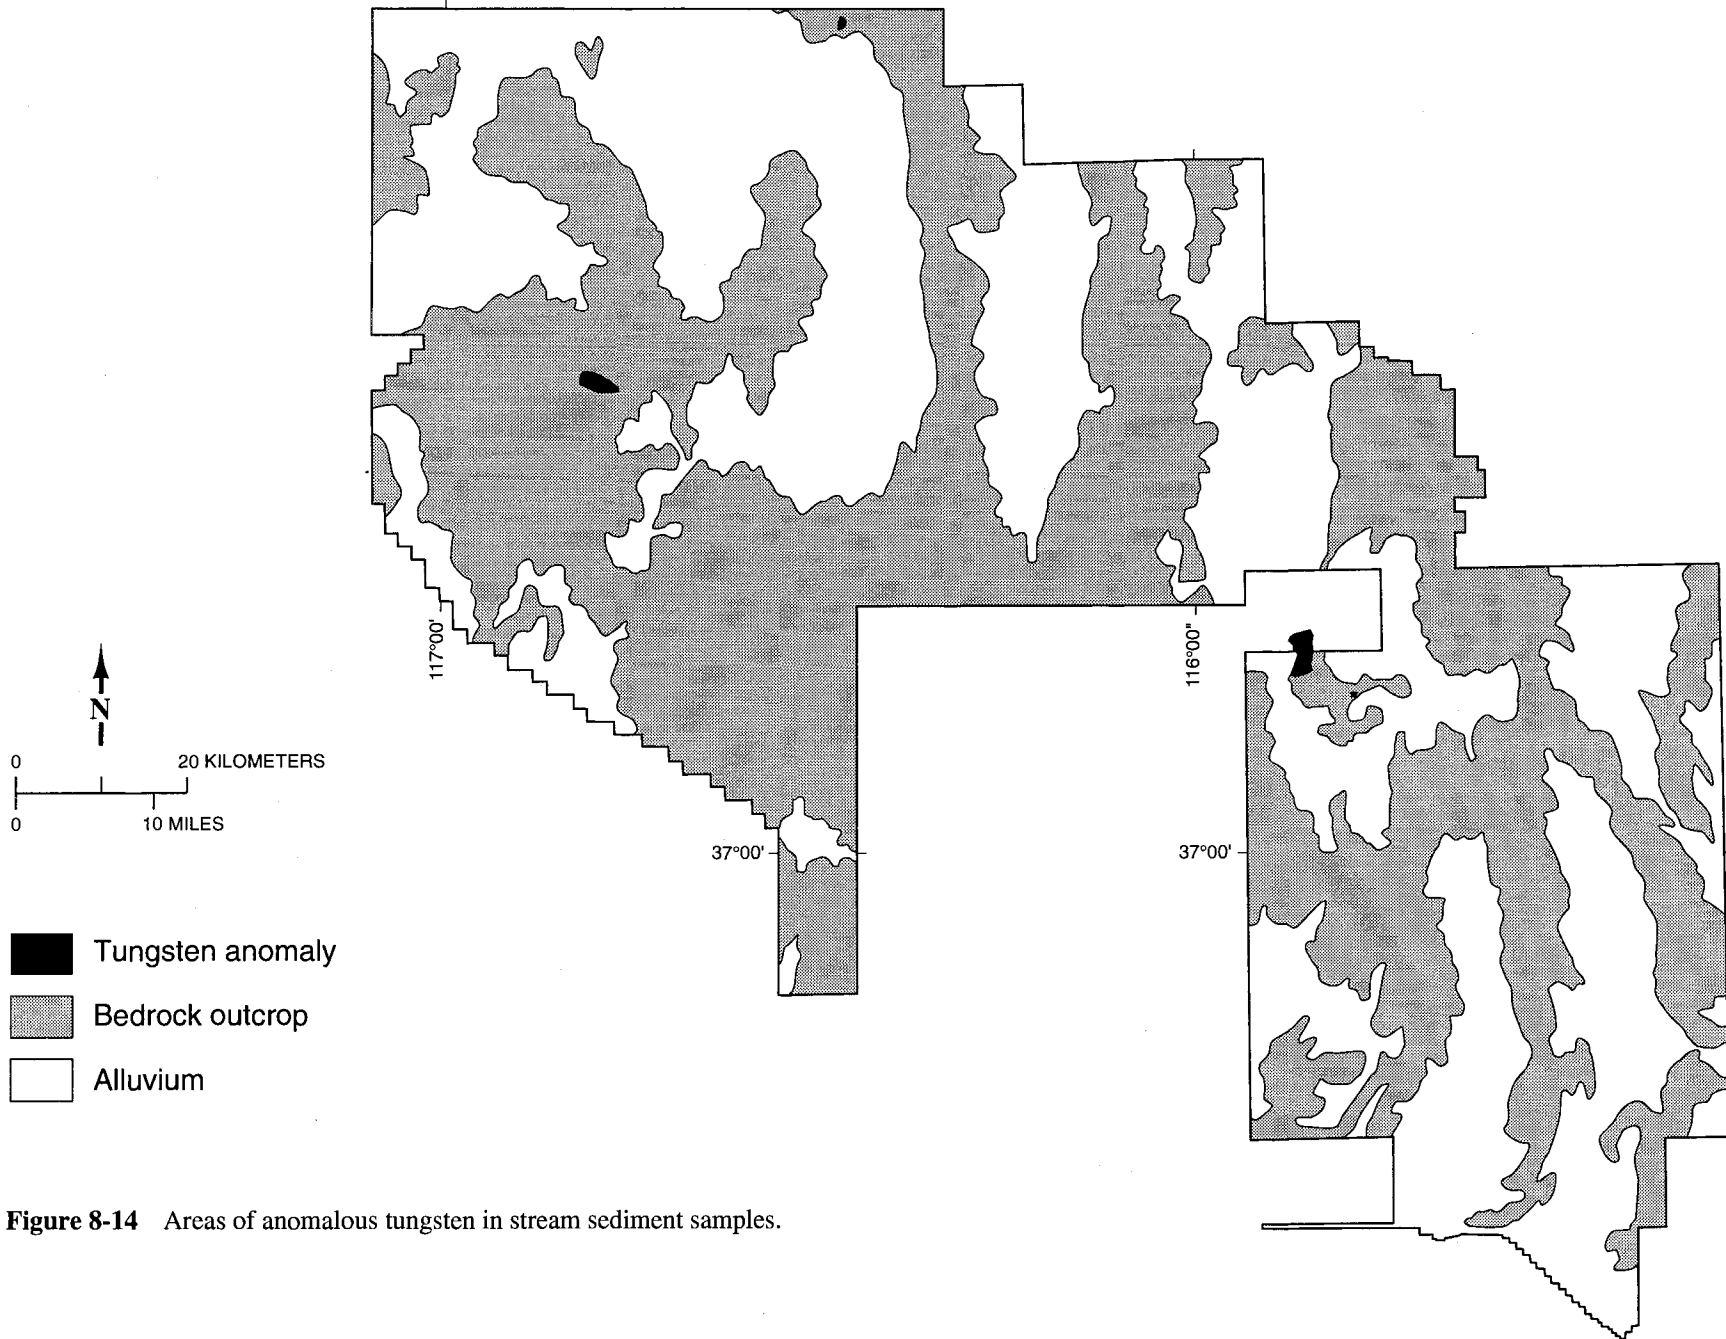 117°00'
116°00"
N
0 20 KILOMETERS
0 10 MILES
37°00'
37°00'
Tungsten anomaly
Bedrock outcrop
Alluvium
Figure 8-14 Areas of anomalous tungsten in stream sediment samples.